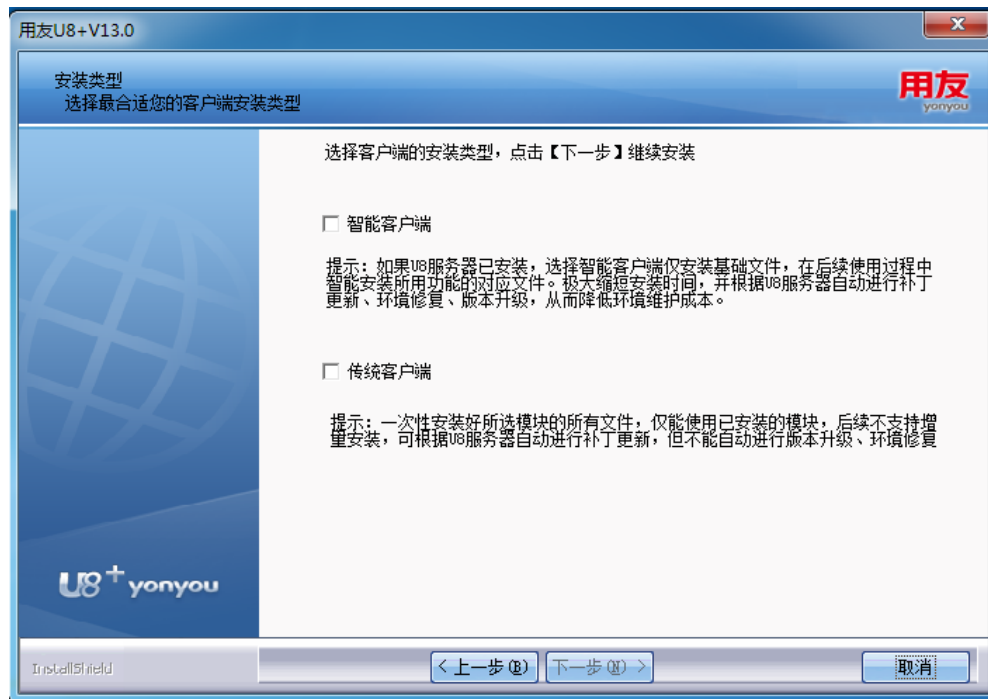 用友U8+V13.0
安装类型
选择最合适您的客户端安装类型
用友
yonyou
选择客户端的安装类型，点击【下一步】继续安装
智能客户端
提示：如果U8服务器已安装，选择智能客户端仅安装基础文件，在后续使用过程中
智能安装所用功能的对应文件。极大缩短安装时间，并根据U8服务器自动进行补丁
更新、环境修复、版本升级，从而降低环境维护成本。
传统客户端
提示：一次性安装好所选模块的所有文件，仅能使用已安装的模块，后续不支持增
量安装，可根据U8服务器自动进行补丁更新，但不能自动进行版本升级、环境修复
U8+ yonyou
InstallShield
< 上一步(B)
下一步(N) >
取消